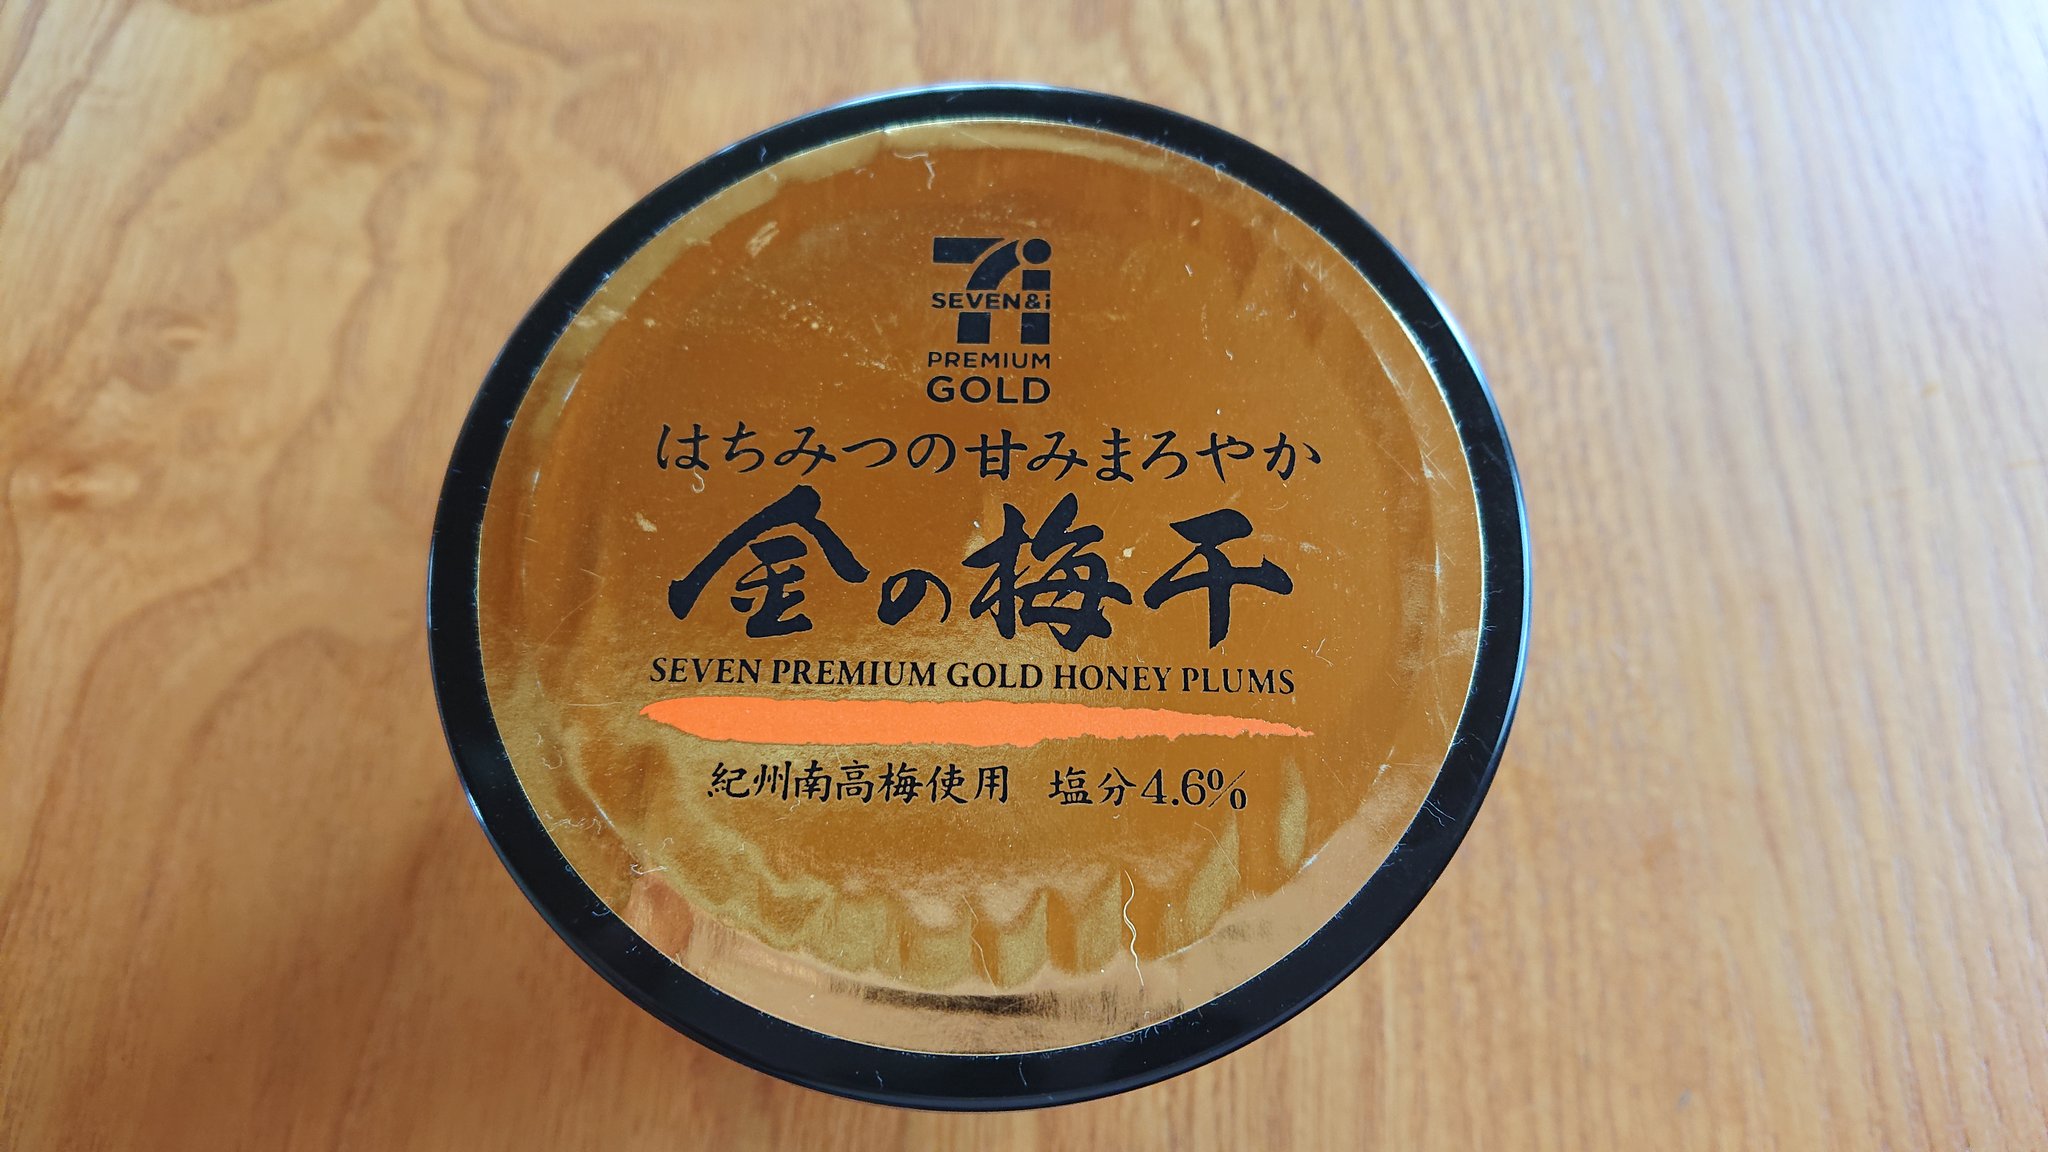 SEVEN&i
PREMIUM
GOLD
はちみつの甘みまろやか
金の梅干
SEVEN PREMIUM GOLD HONEY PLUMS
紀州南高梅使用　塩分4.6%